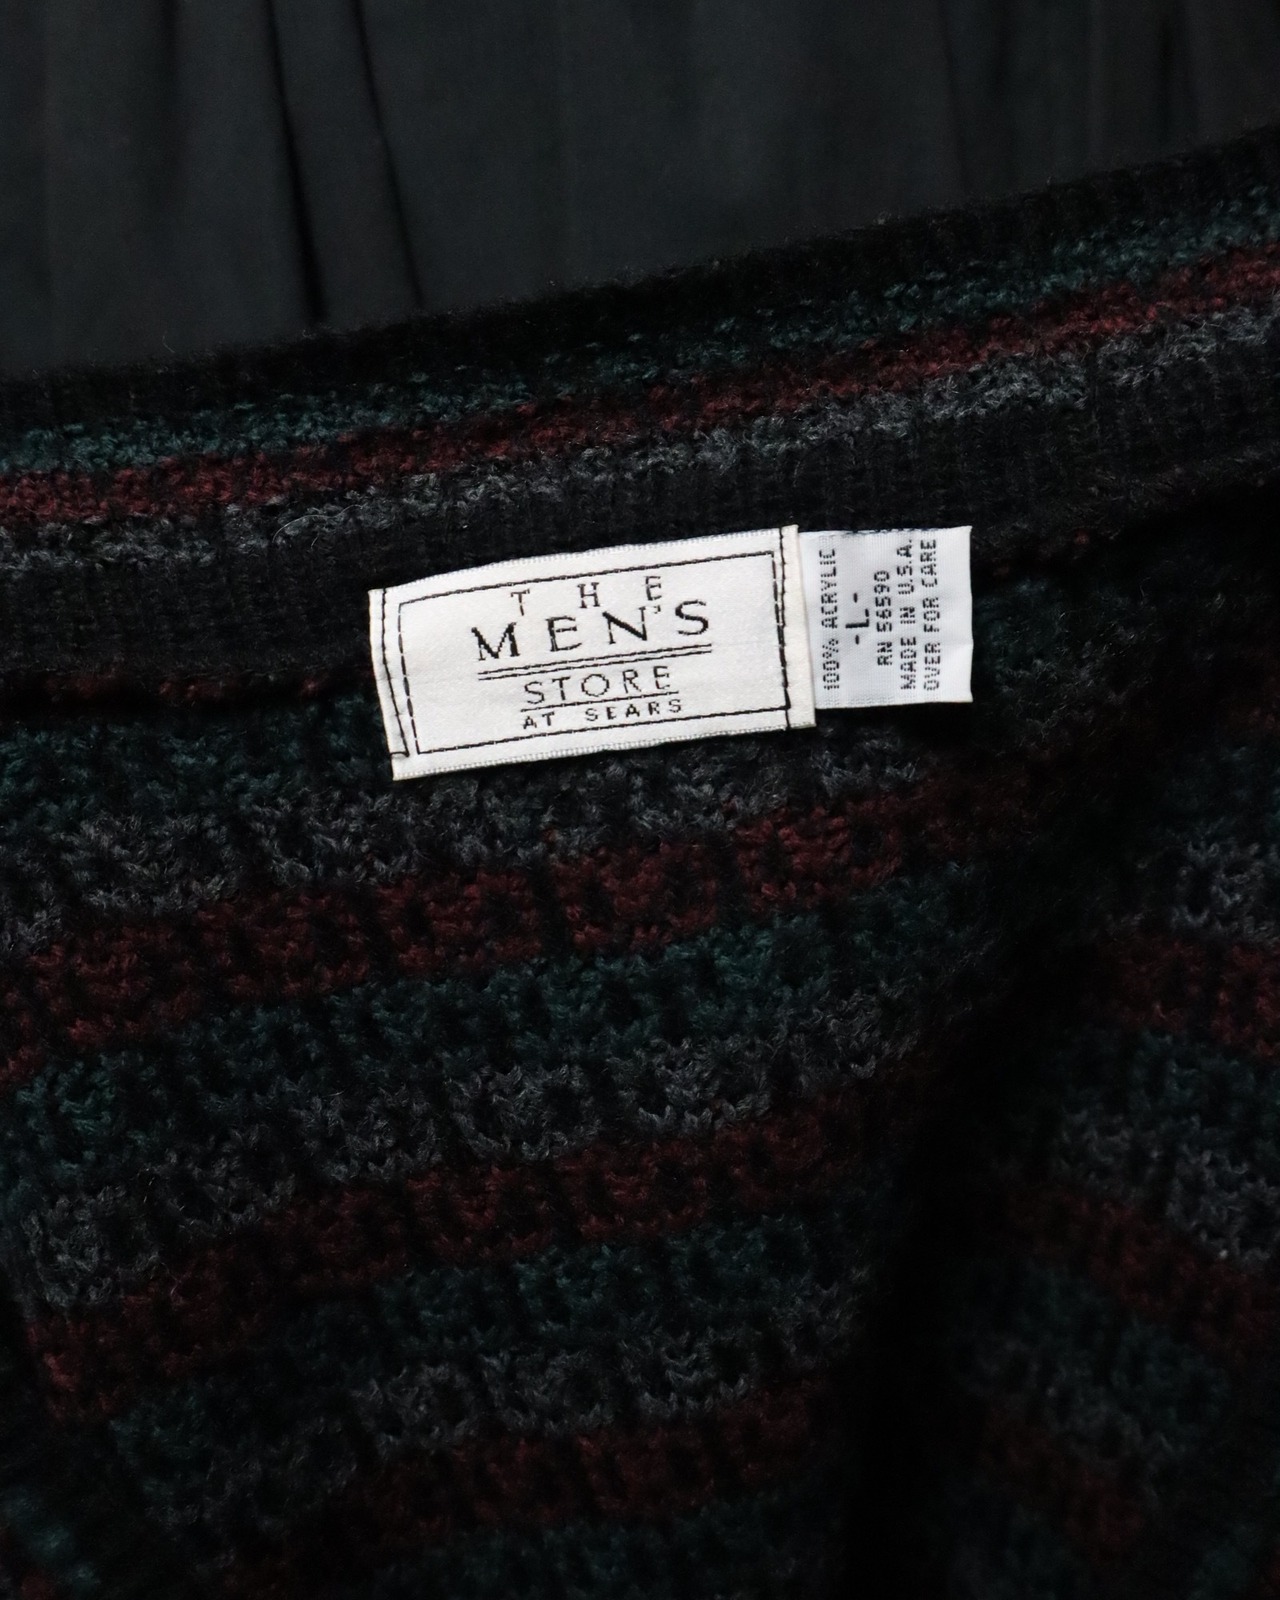 THE
MEN'S
STORE
AT SEARS
100% ACRYLIC
-L-
RN 56590
MADE IN U.S.A.
OVER FOR CARE